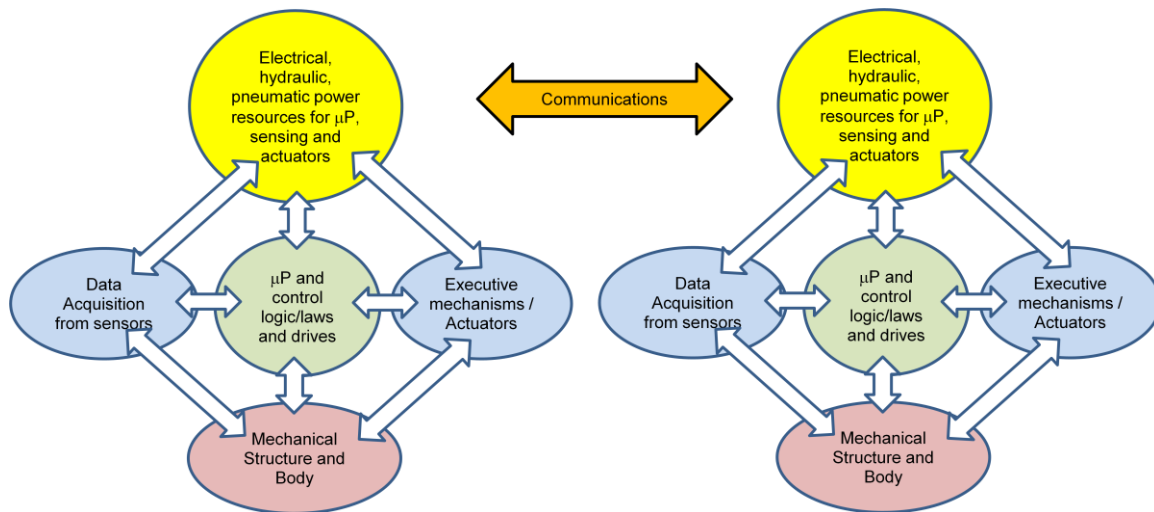 Electrical,
hydraulic,
pneumatic power
resources for μP,
sensing and
actuators
Communications
Electrical,
hydraulic,
pneumatic power
resources for μP,
sensing and
actuators
Data
Acquisition
from sensors
μP and
control
logic/laws
and drives
Executive
mechanisms /
Actuators
Data
Acquisition
from sensors
μP and
control
logic/laws
and drives
Executive
mechanisms /
Actuators
Mechanical
Structure and
Body
Mechanical
Structure and
Body